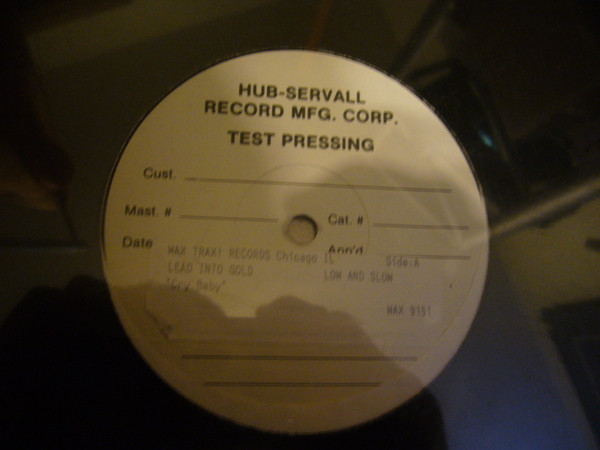 HUB-SERVALL
RECORD MFG. CORP.
TEST PRESSING
Cust.
Mast. # Cat. #
Date App'd.
WAX TRAX! RECORDS Chicago IL Side:A
LEAD INTO GOLD LOW AND SLOW
"Cry Baby"
WAX 9151